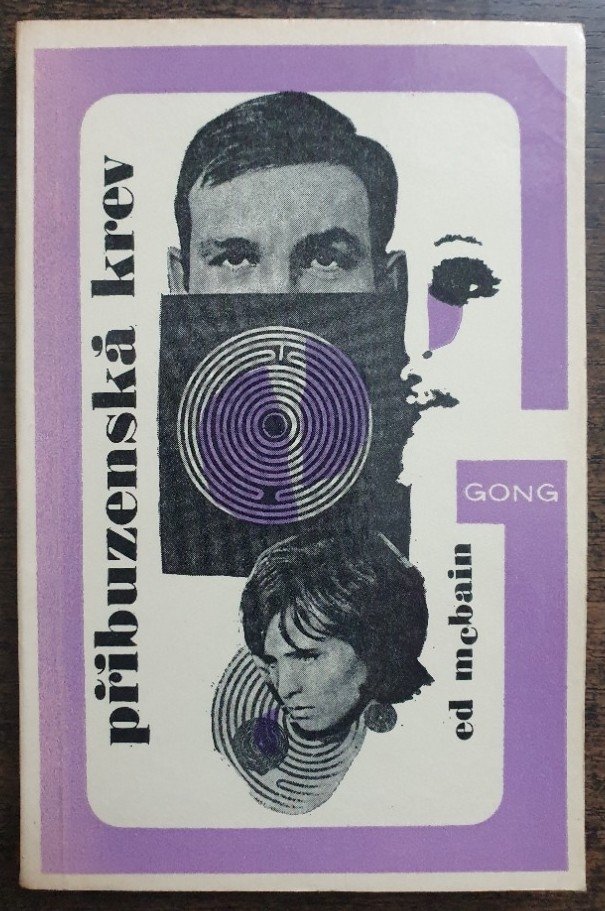 příbuzenská krev
GONG
ed mcbain